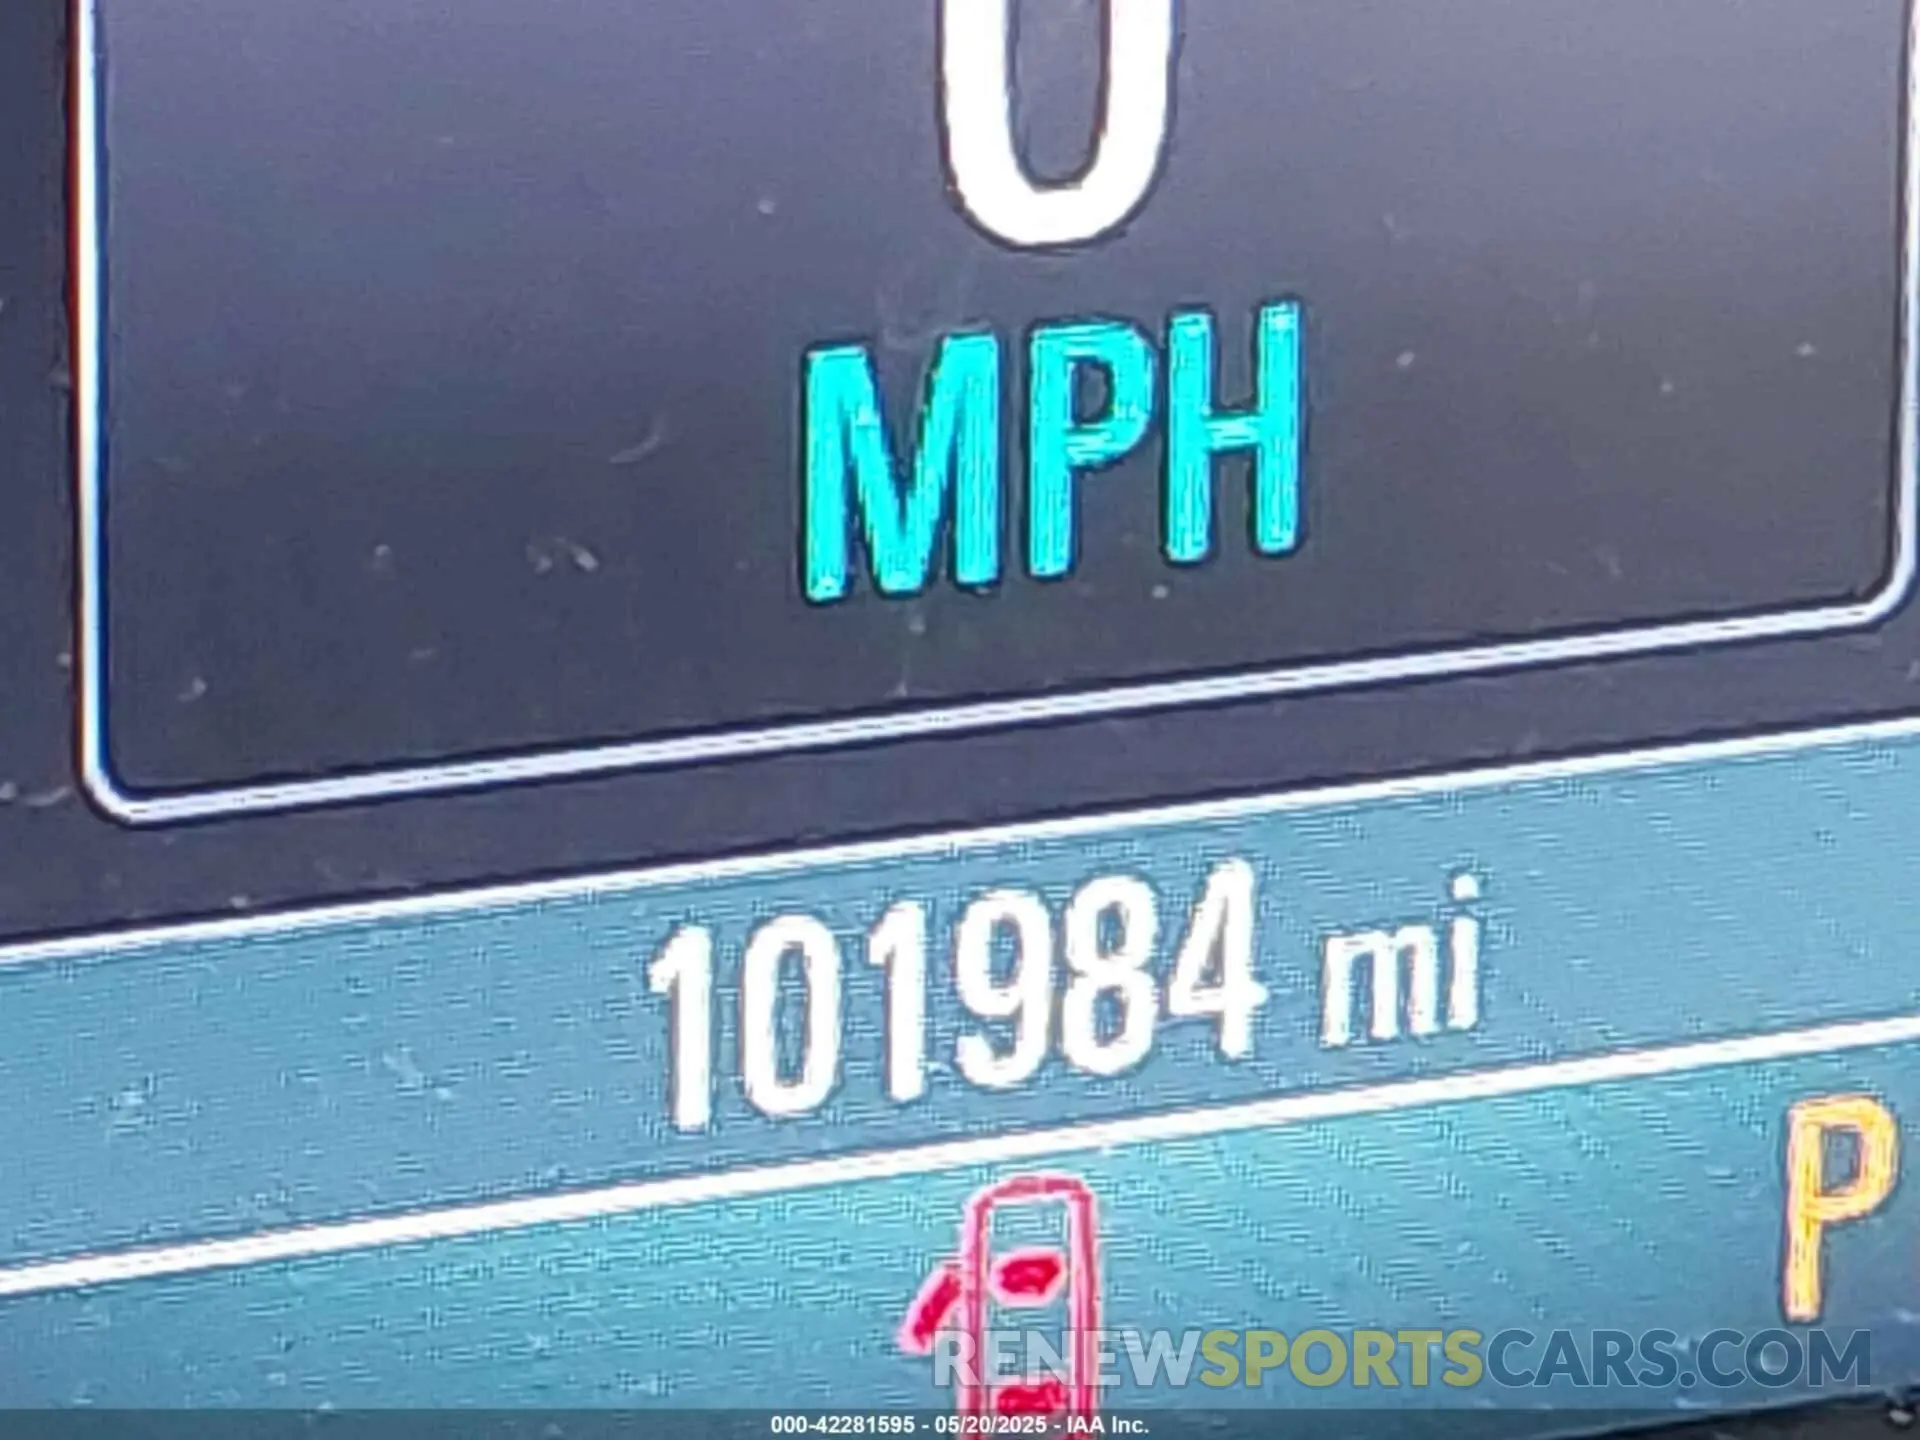 0
MPH
101984 mi
P
RENEWSPORTSCARS.COM
000-42281595 - 05/20/2025 - IAA Inc.